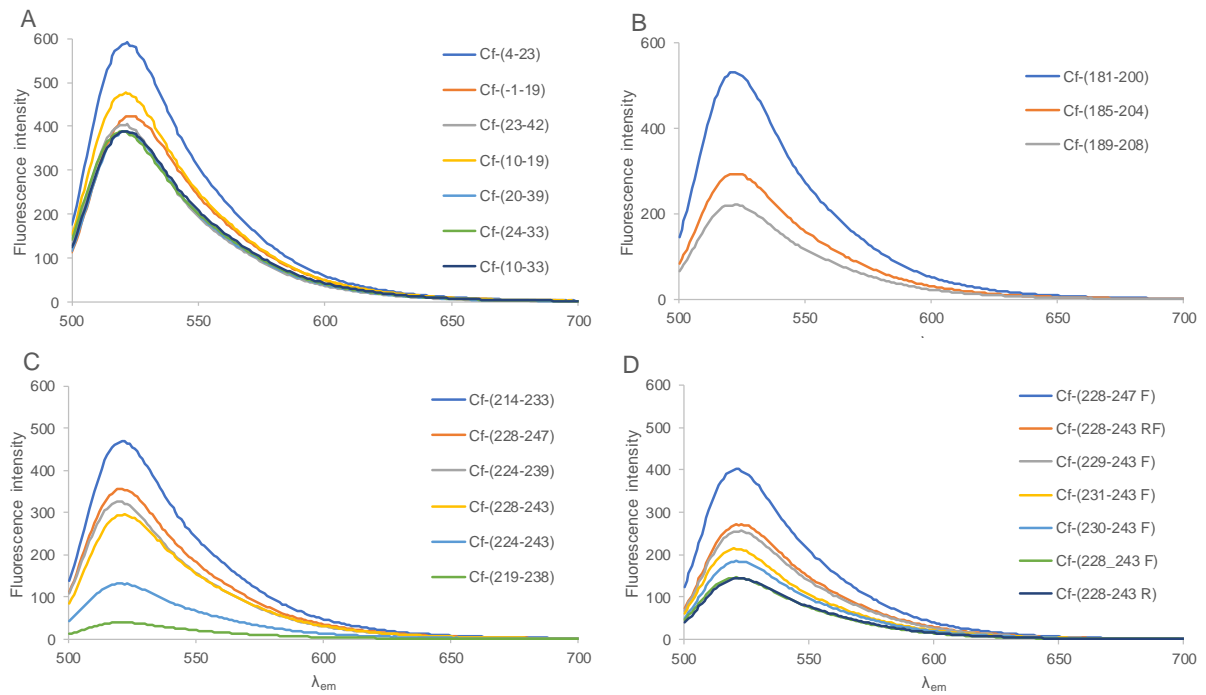 A
Fluorescence intensity
600
500
400
300
200
100
0
500
550
600
650
700
Cf-(4-23)
Cf-(-1-19)
Cf-(23-42)
Cf-(10-19)
Cf-(20-39)
Cf-(24-33)
Cf-(10-33)
B
Fluorescence intensity
600
400
200
0
500
550
600
650
700
Cf-(181-200)
Cf-(185-204)
Cf-(189-208)
C
Fluorescence intensity
600
500
400
300
200
100
0
500
550
600
650
700
λem
Cf-(214-233)
Cf-(228-247)
Cf-(224-239)
Cf-(228-243)
Cf-(224-243)
Cf-(219-238)
D
Fluorescence intensity
600
500
400
300
200
100
0
500
550
600
650
700
λem
Cf-(228-247 F)
Cf-(228-243 RF)
Cf-(229-243 F)
Cf-(231-243 F)
Cf-(230-243 F)
Cf-(228_243 F)
Cf-(228-243 R)